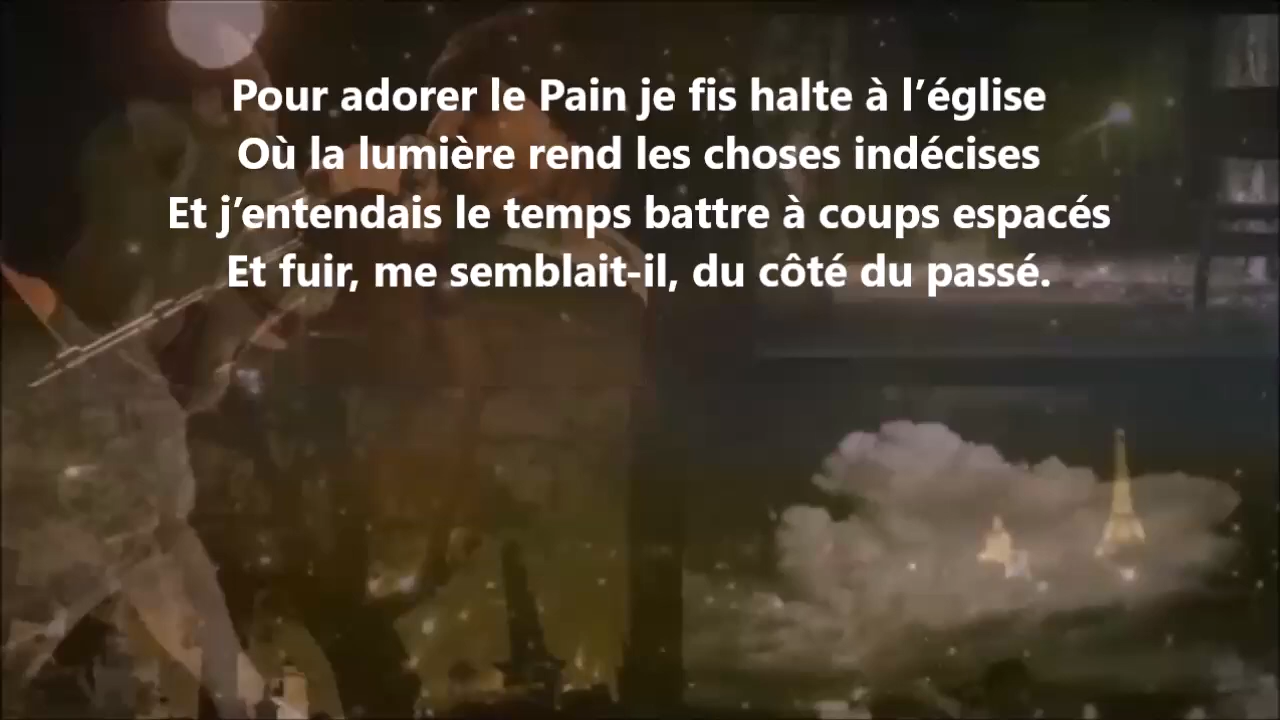 Pour adorer le Pain je fis halte à l’église
Où la lumière rend les choses indécises
Et j’entendais le temps battre à coups espacés
Et fuir, me semblait-il, du côté du passé.